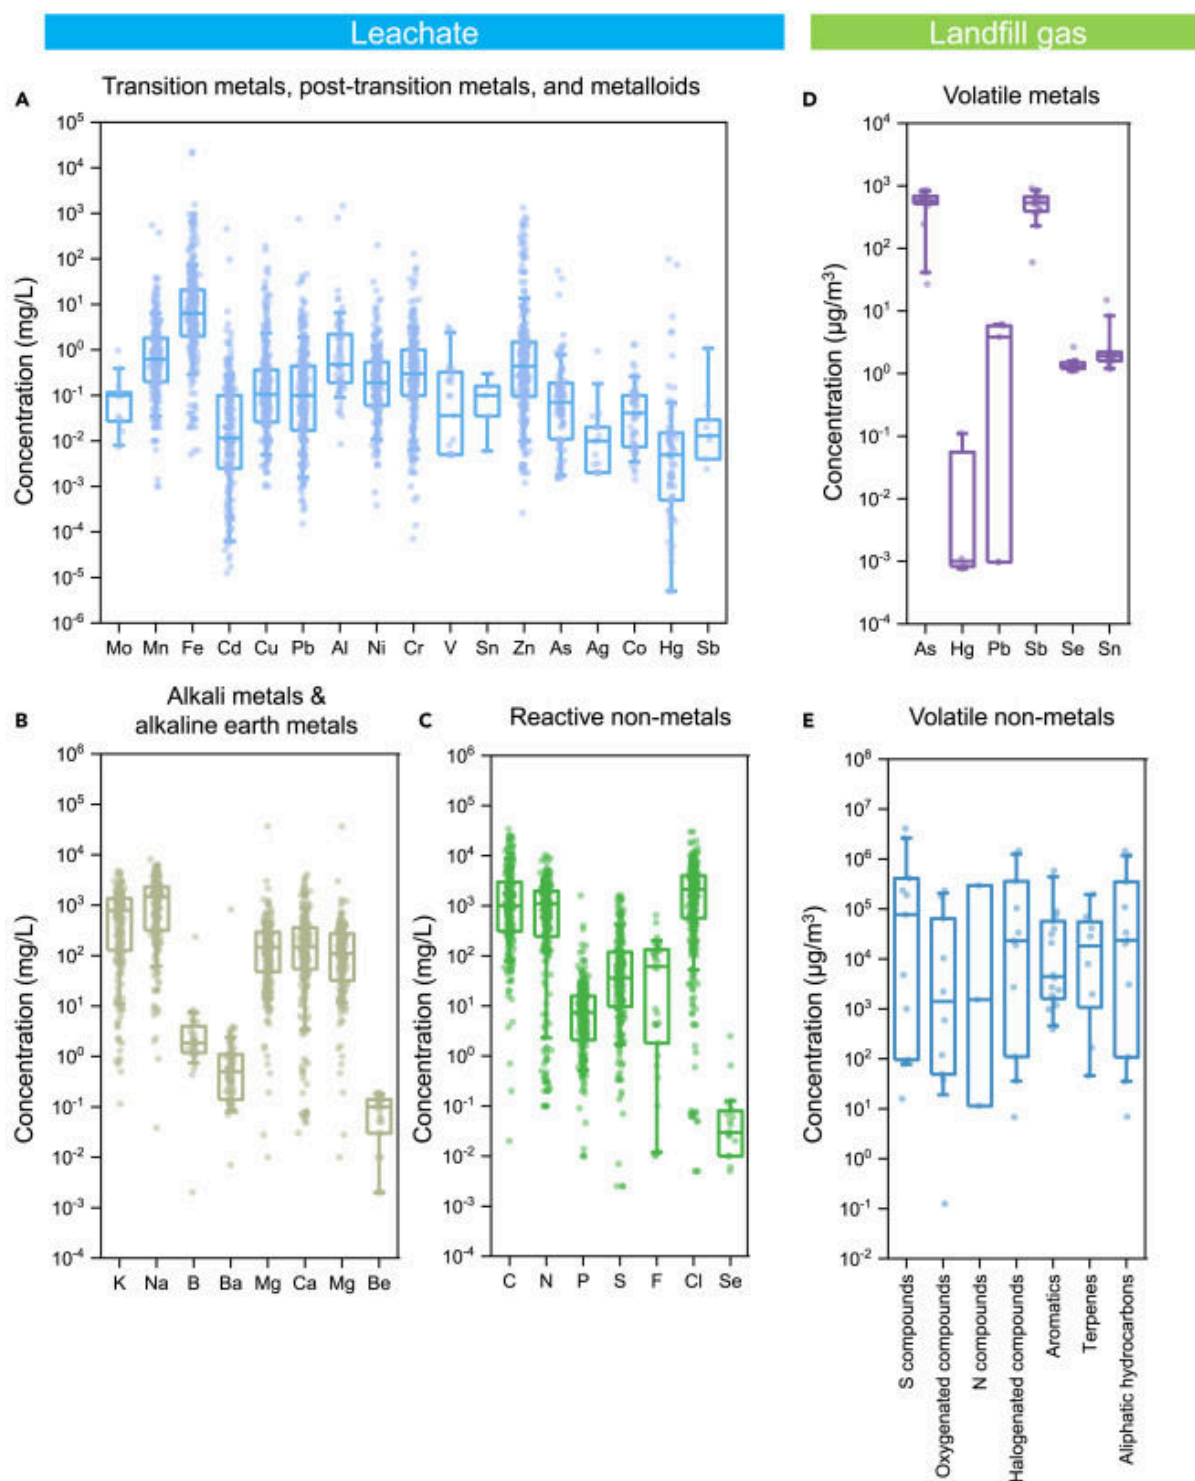 Leachate
Landfill gas
A
Transition metals, post-transition metals, and metalloids
Concentration (mg/L)
10⁵
10⁴
10³
10²
10¹
10⁰
10⁻¹
10⁻²
10⁻³
10⁻⁴
10⁻⁵
10⁻⁶
Mo Mn Fe Cd Cu Pb Al Ni Cr V Sn Zn As Ag Co Hg Sb
D
Volatile metals
Concentration (µg/m³)
10⁴
10³
10²
10¹
10⁰
10⁻¹
10⁻²
10⁻³
10⁻⁴
As Hg Pb Sb Se Sn
B
Alkali metals &
alkaline earth metals
Concentration (mg/L)
10⁶
10⁵
10⁴
10³
10²
10¹
10⁰
10⁻¹
10⁻²
10⁻³
10⁻⁴
K Na B Ba Mg Ca Mg Be
C
Reactive non-metals
Concentration (mg/L)
10⁶
10⁵
10⁴
10³
10²
10¹
10⁰
10⁻¹
10⁻²
10⁻³
10⁻⁴
C N P S F Cl Se
E
Volatile non-metals
Concentration (µg/m³)
10⁸
10⁷
10⁶
10⁵
10⁴
10³
10²
10¹
10⁰
10⁻¹
10⁻²
S compounds
Oxygenated compounds
N compounds
Halogenated compounds
Aromatics
Terpenes
Aliphatic hydrocarbons